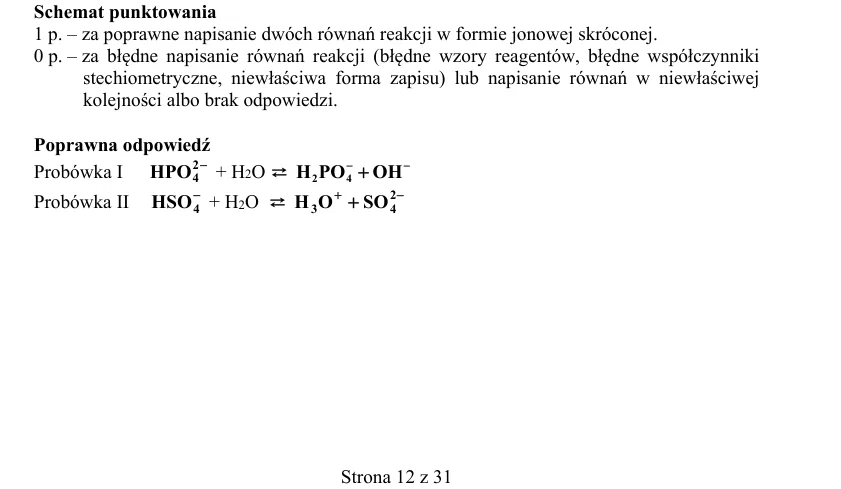 Schemat punktowania
1 p. – za poprawne napisanie dwóch równań reakcji w formie jonowej skróconej.
0 p. – za błędne napisanie równań reakcji (błędne wzory reagentów, błędne współczynniki
stechiometryczne, niewłaściwa forma zapisu) lub napisanie równań w niewłaściwej
kolejności albo brak odpowiedzi.
Poprawna odpowiedź
Probówka I HPO₄²⁻ + H₂O ⇄ H₂PO₄⁻ + OH⁻
Probówka II HSO₄⁻ + H₂O ⇄ H₃O⁺ + SO₄²⁻
Strona 12 z 31